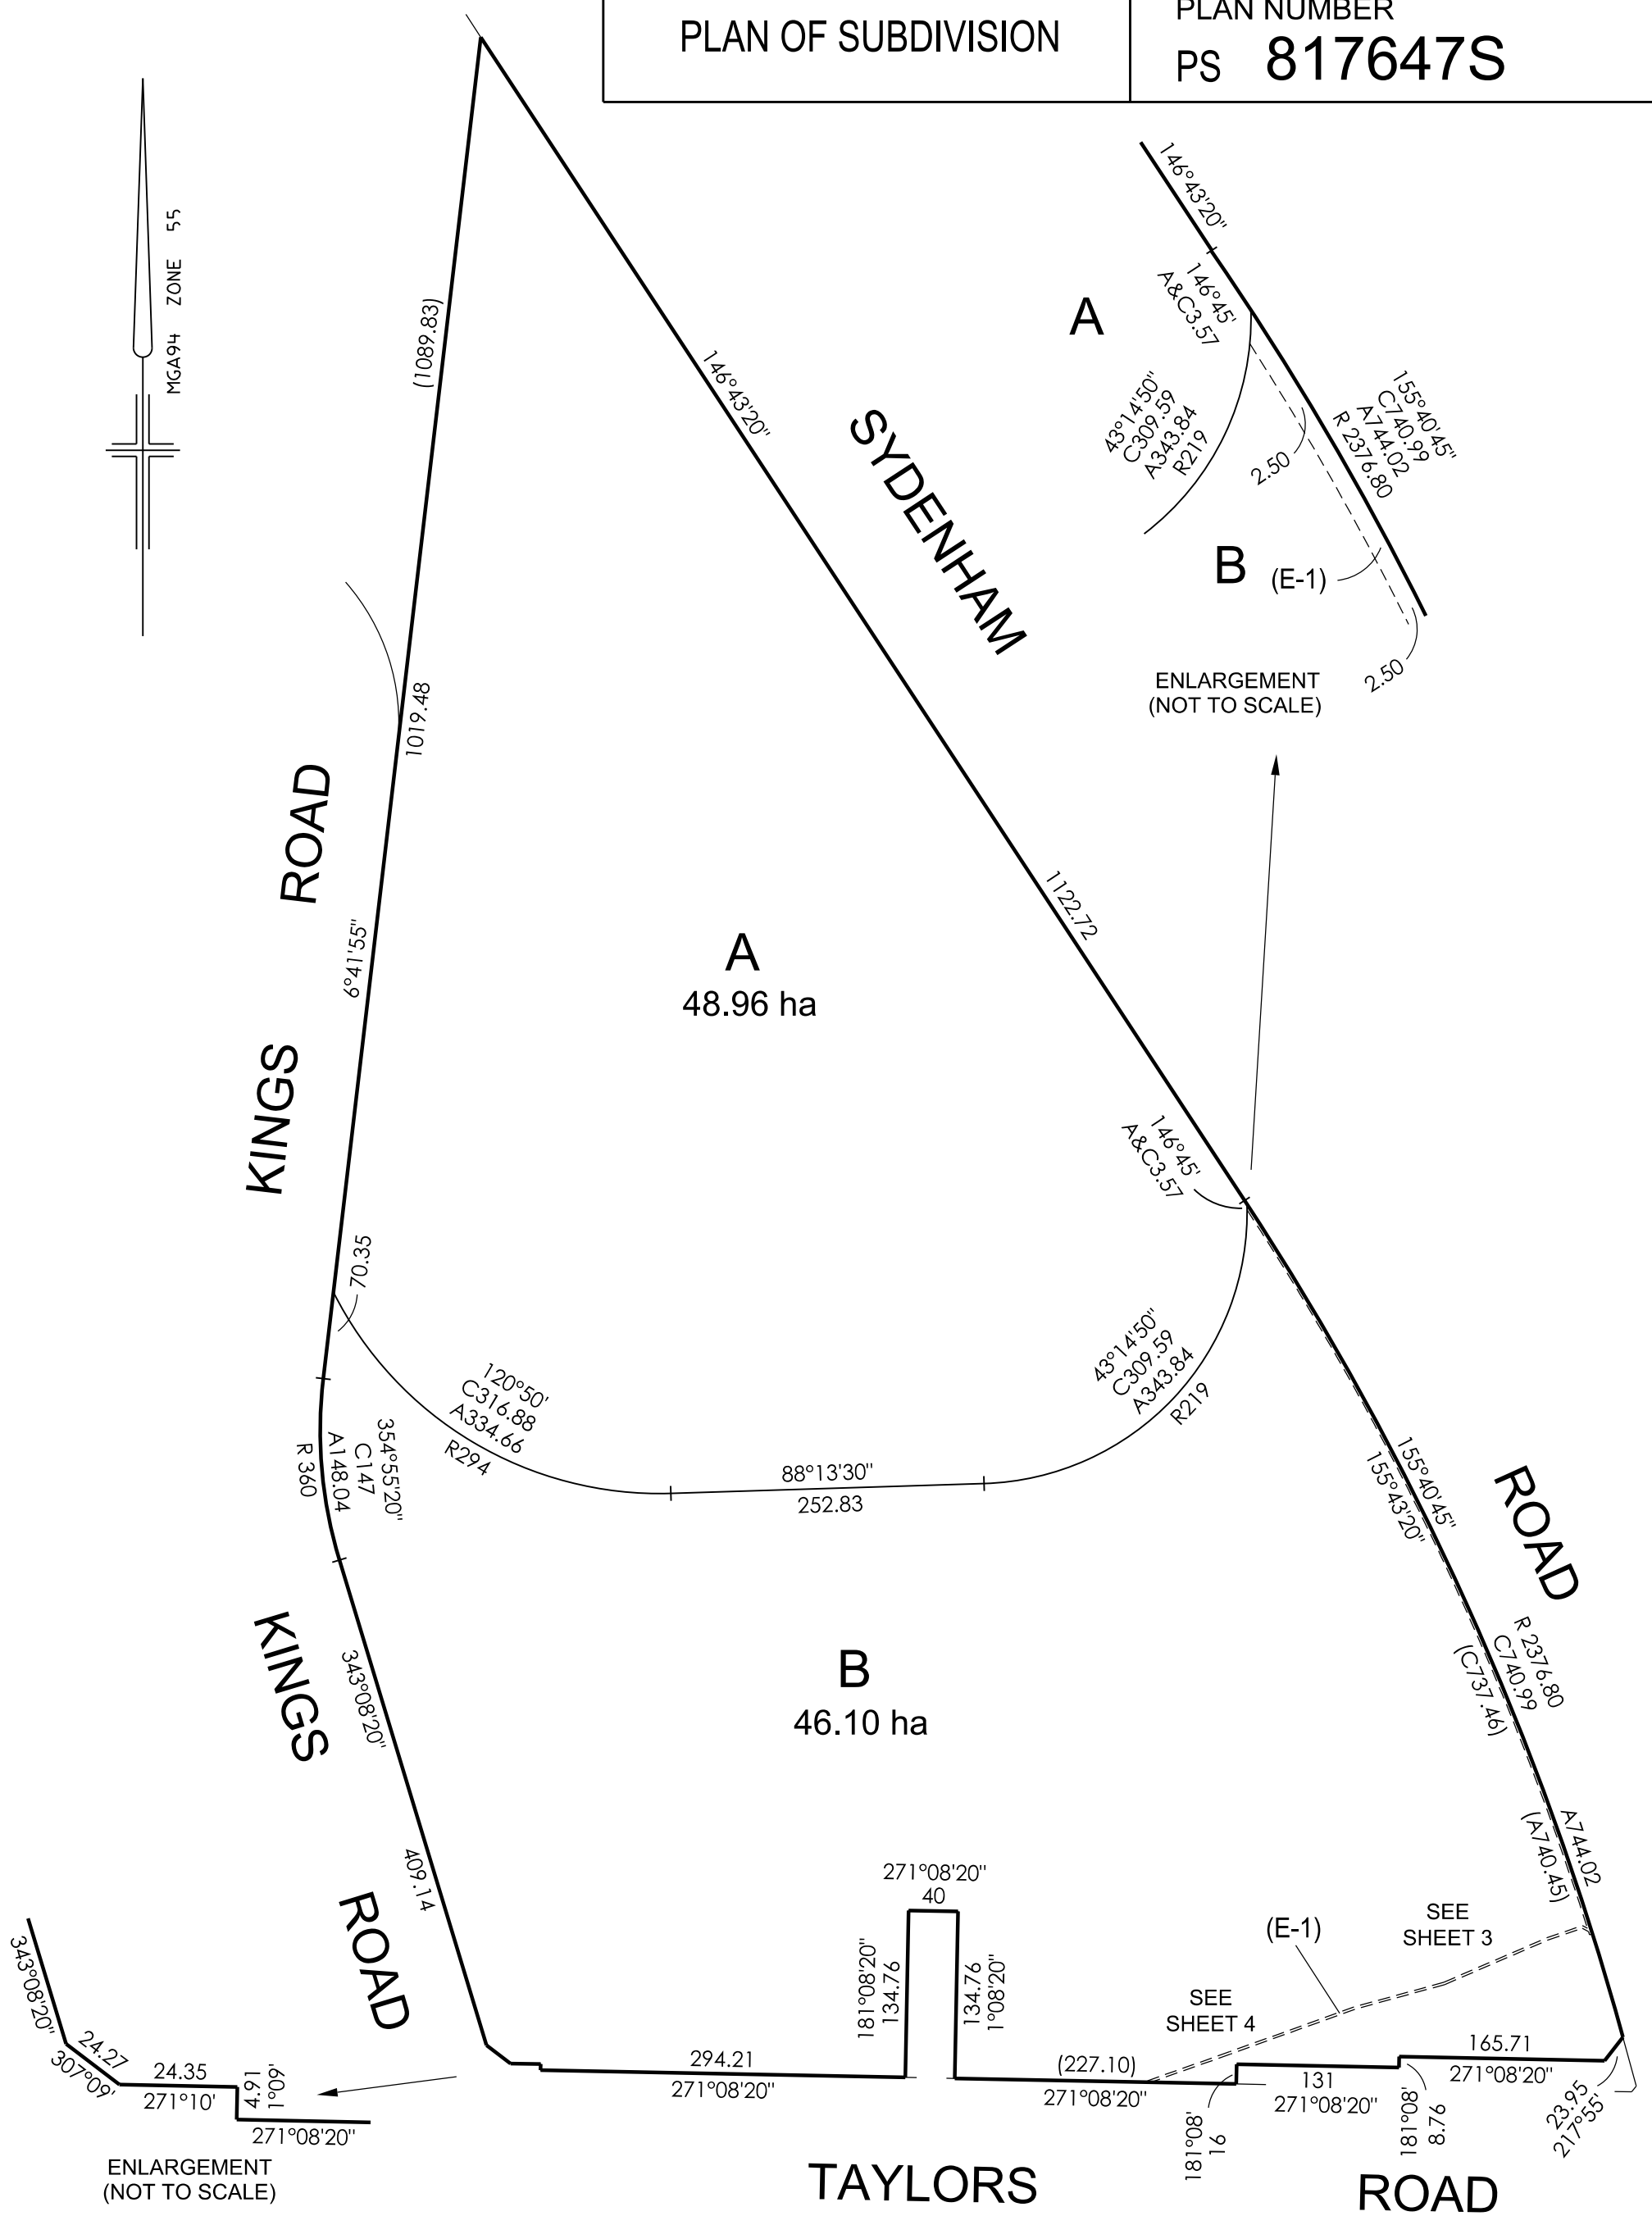 PLAN OF SUBDIVISION
PLAN NUMBER
PS 817647S
MGA94 ZONE 55
146°43'20"
146°45'
A&C3.57
A
43°14'50"
C309.59
A343.84
R219
155°40'45"
C740.99
A744.02
R 2376.80
2.50
B
(E-1)
2.50
ENLARGEMENT
(NOT TO SCALE)
(1089.83)
146°43'20"
SYDENHAM
1019.48
ROAD
1122.72
6°41'55"
A
48.96 ha
KINGS
146°45'
A&C3.57
70.35
120°50'
C316.88
A334.66
R294
43°14'50"
C309.59
A343.84
R219
354°55'20"
C147
A148.04
R 360
88°13'30"
252.83
155°40'45"
155°43'20"
ROAD
KINGS
343°08'20"
B
46.10 ha
R 2376.80
C740.99
(C737.46)
409.14
A744.02
(A740.45)
ROAD
271°08'20"
40
181°08'20"
134.76
134.76
1°08'20"
(E-1)
SEE
SHEET 3
SEE
SHEET 4
343°08'20"
24.27
307°09'
24.35
271°10'
4.91
1°09'
271°08'20"
ENLARGEMENT
(NOT TO SCALE)
294.21
271°08'20"
(227.10)
271°08'20"
181°08'
16
131
271°08'20"
181°08'
8.76
165.71
271°08'20"
23.95
217°55'
TAYLORS
ROAD